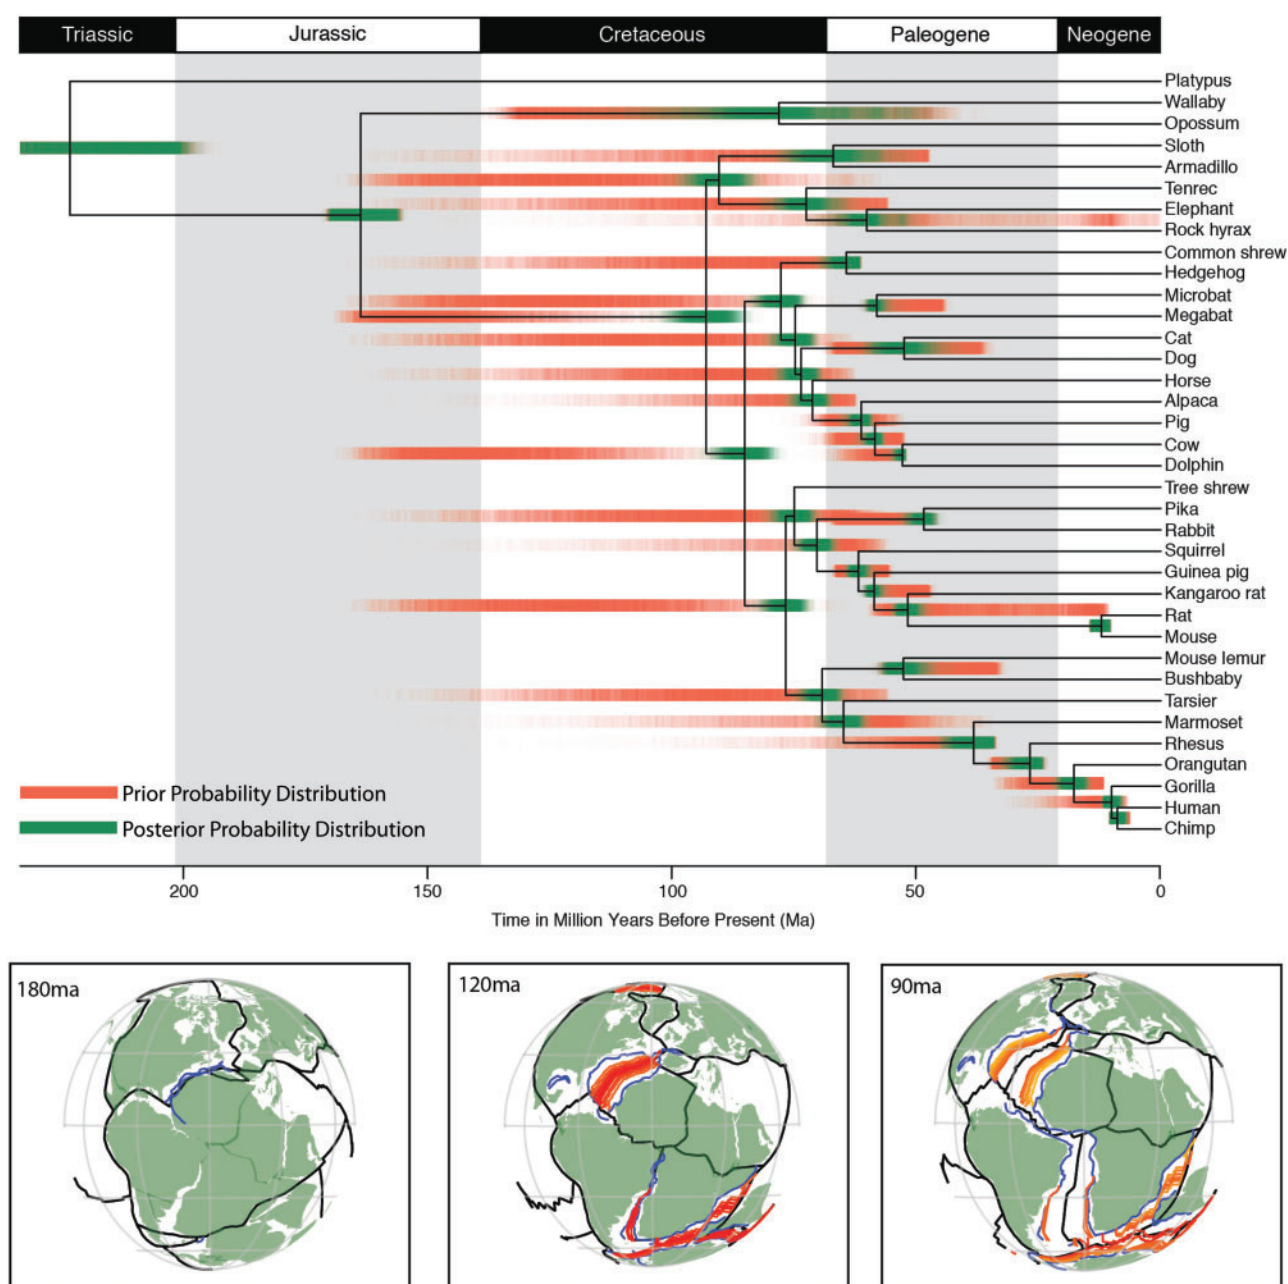 Triassic Jurassic Cretaceous Paleogene Neogene
Platypus
Wallaby
Opossum
Sloth
Armadillo
Tenrec
Elephant
Rock hyrax
Common shrew
Hedgehog
Microbat
Megabat
Cat
Dog
Horse
Alpaca
Pig
Cow
Dolphin
Tree shrew
Pika
Rabbit
Squirrel
Guinea pig
Kangaroo rat
Rat
Mouse
Mouse lemur
Bushbaby
Tarsier
Marmoset
Rhesus
Orangutan
Gorilla
Human
Chimp
Prior Probability Distribution
Posterior Probability Distribution
200 150 100 50 0
Time in Million Years Before Present (Ma)
180ma 120ma 90ma